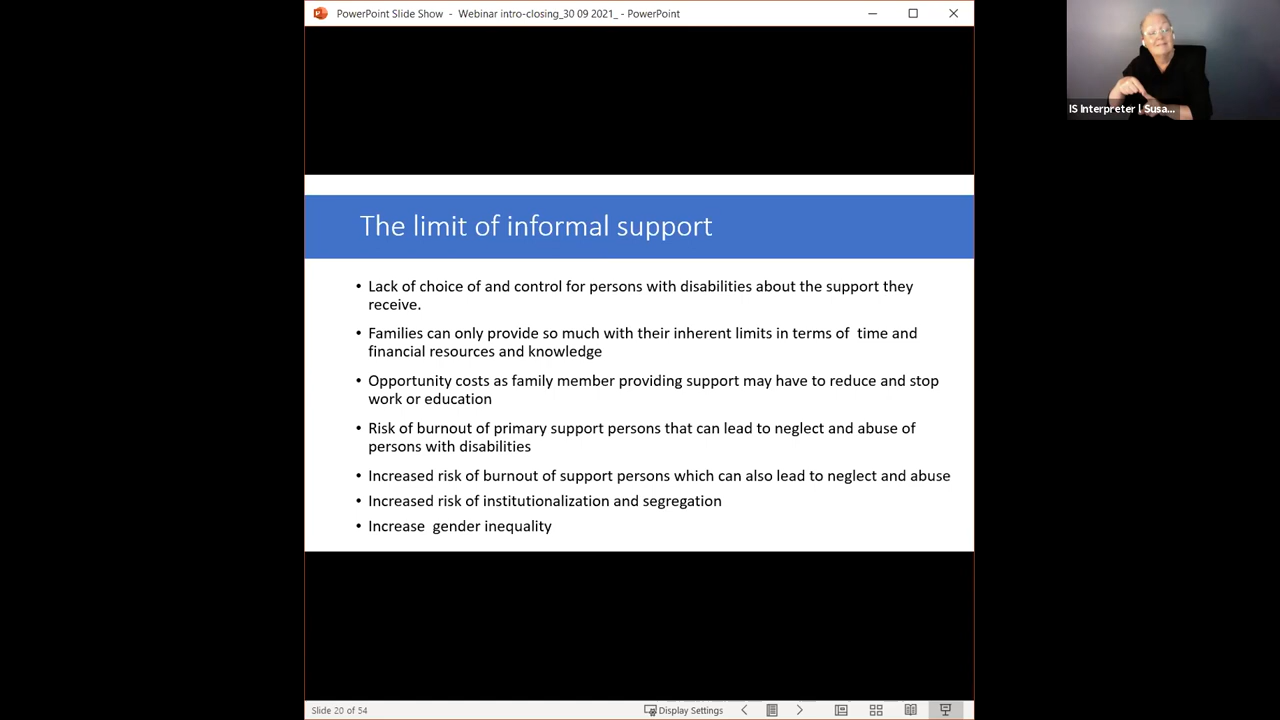 PowerPoint Slide Show - Webinar intro-closing_30 09 2021_ - PowerPoint
IS Interpreter | Susa...
The limit of informal support
• Lack of choice of and control for persons with disabilities about the support they
receive.
• Families can only provide so much with their inherent limits in terms of  time and
financial resources and knowledge
• Opportunity costs as family member providing support may have to reduce and stop
work or education
• Risk of burnout of primary support persons that can lead to neglect and abuse of
persons with disabilities
• Increased risk of burnout of support persons which can also lead to neglect and abuse
• Increased risk of institutionalization and segregation
• Increase  gender inequality
Slide 20 of 54
Display Settings